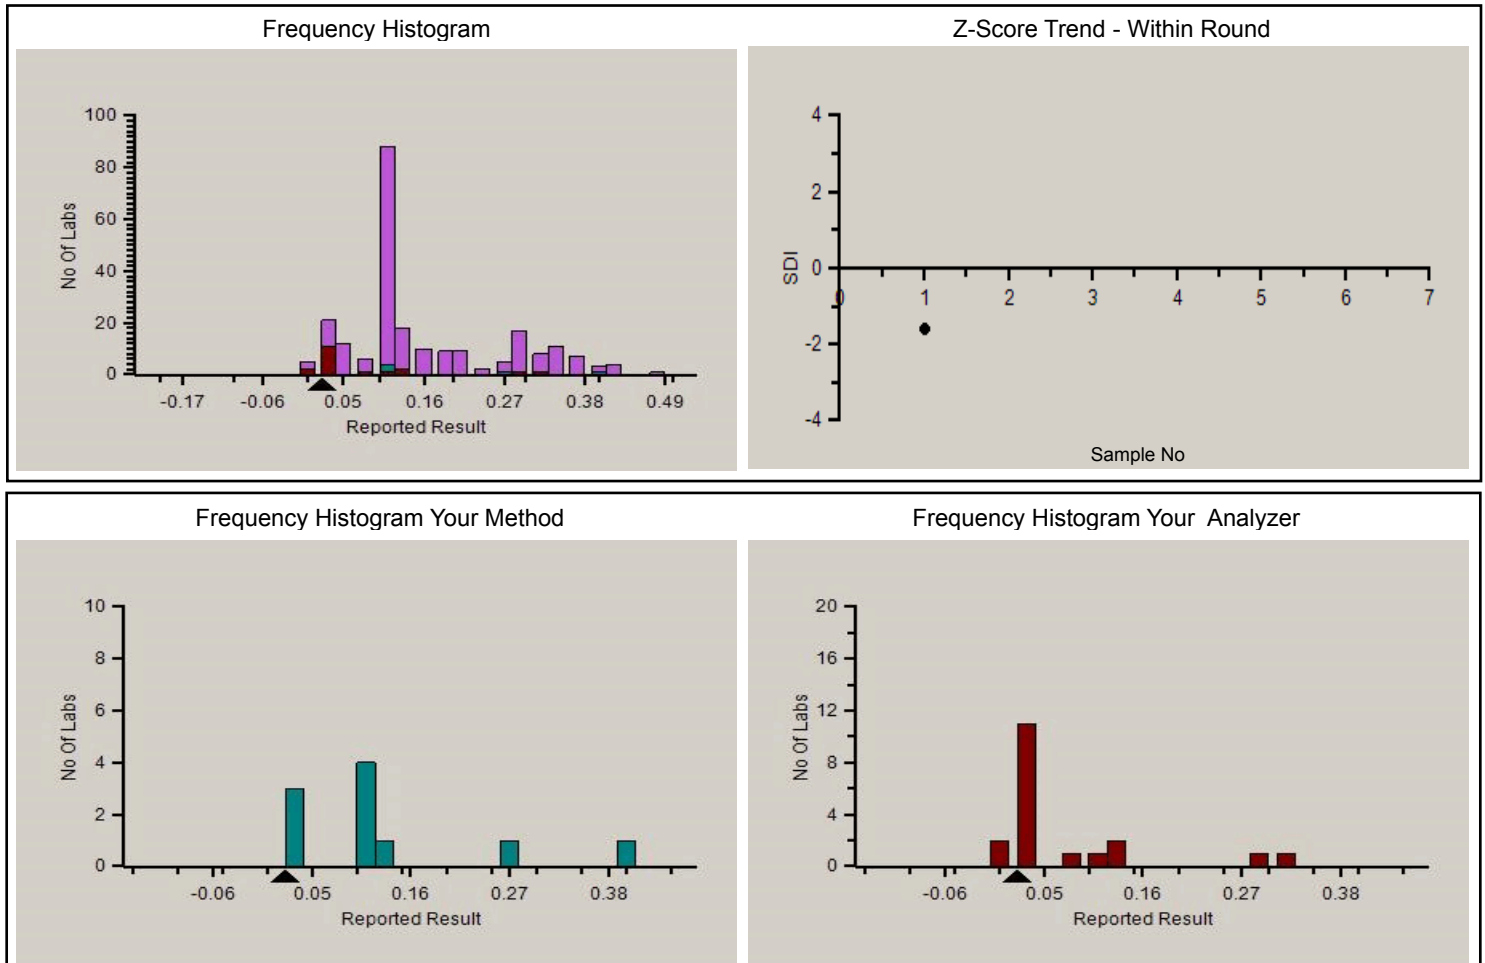 Frequency Histogram
100
80
60
40
20
0
No Of Labs
-0.17 -0.06 0.05 0.16 0.27 0.38 0.49
Reported Result
Z-Score Trend - Within Round
4
2
0
-2
-4
SDI
0 1 2 3 4 5 6 7
Sample No
Frequency Histogram Your Method
10
8
6
4
2
0
No Of Labs
-0.06 0.05 0.16 0.27 0.38
Reported Result
Frequency Histogram Your Analyzer
20
16
12
8
4
0
No Of Labs
-0.06 0.05 0.16 0.27 0.38
Reported Result